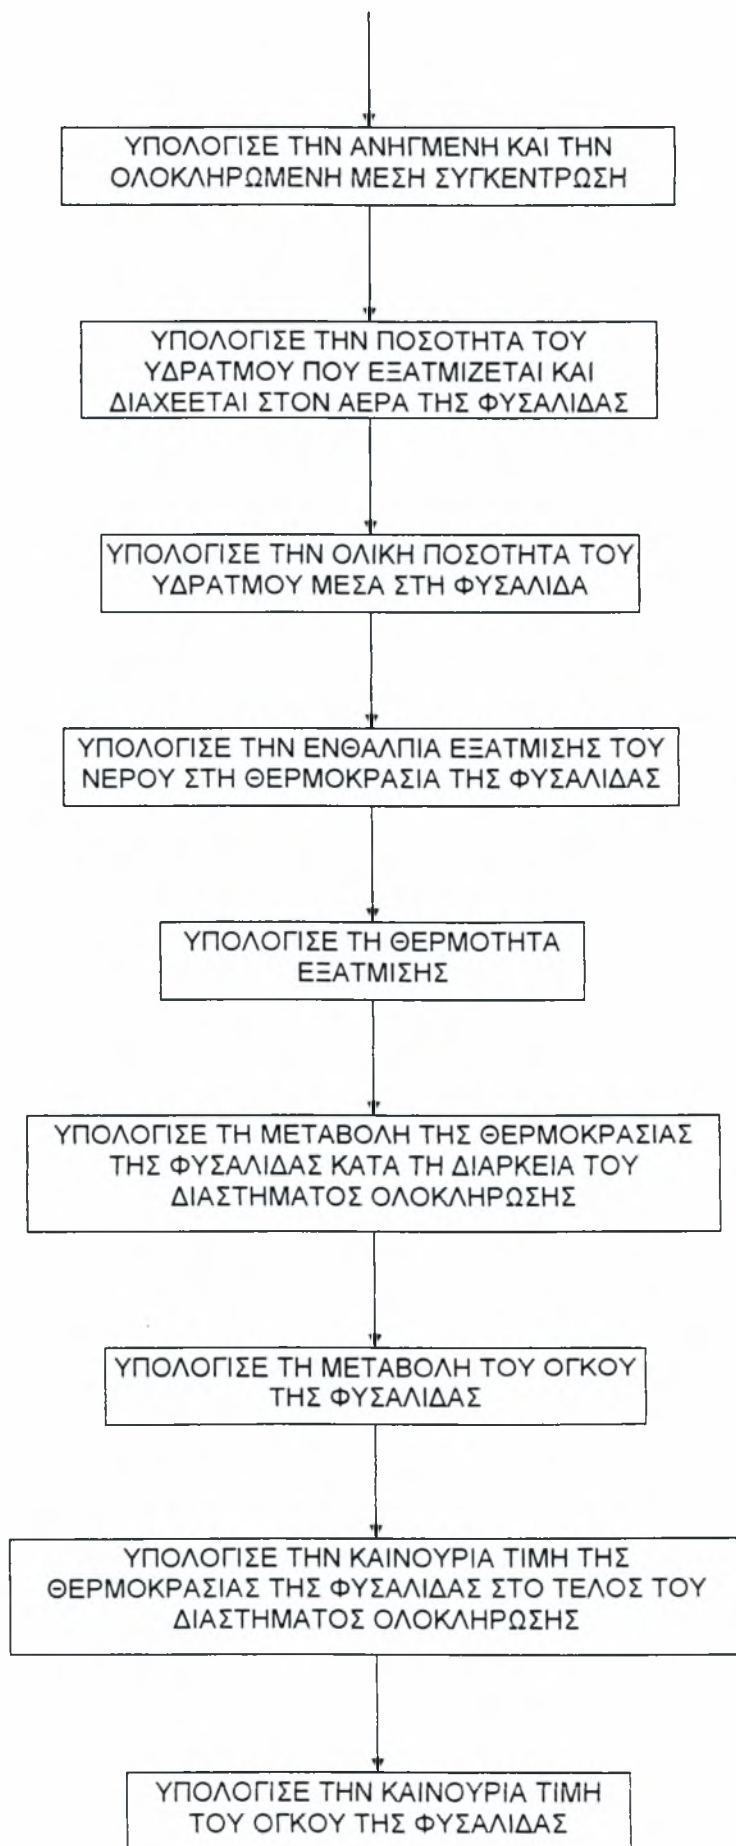 ΥΠΟΛΟΓΙΣΕ ΤΗΝ ΑΝΗΓΜΕΝΗ ΚΑΙ ΤΗΝ
ΟΛΟΚΛΗΡΩΜΕΝΗ ΜΕΣΗ ΣΥΓΚΕΝΤΡΩΣΗ
ΥΠΟΛΟΓΙΣΕ ΤΗΝ ΠΟΣΟΤΗΤΑ ΤΟΥ
ΥΔΡΑΤΜΟΥ ΠΟΥ ΕΞΑΤΜΙΖΕΤΑΙ ΚΑΙ
ΔΙΑΧΕΕΤΑΙ ΣΤΟΝ ΑΕΡΑ ΤΗΣ ΦΥΣΑΛΙΔΑΣ
ΥΠΟΛΟΓΙΣΕ ΤΗΝ ΟΛΙΚΗ ΠΟΣΟΤΗΤΑ ΤΟΥ
ΥΔΡΑΤΜΟΥ ΜΕΣΑ ΣΤΗ ΦΥΣΑΛΙΔΑ
ΥΠΟΛΟΓΙΣΕ ΤΗΝ ΕΝΘΑΛΠΙΑ ΕΞΑΤΜΙΣΗΣ ΤΟΥ
ΝΕΡΟΥ ΣΤΗ ΘΕΡΜΟΚΡΑΣΙΑ ΤΗΣ ΦΥΣΑΛΙΔΑΣ
ΥΠΟΛΟΓΙΣΕ ΤΗ ΘΕΡΜΟΤΗΤΑ
ΕΞΑΤΜΙΣΗΣ
ΥΠΟΛΟΓΙΣΕ ΤΗ ΜΕΤΑΒΟΛΗ ΤΗΣ ΘΕΡΜΟΚΡΑΣΙΑΣ
ΤΗΣ ΦΥΣΑΛΙΔΑΣ ΚΑΤΑ ΤΗ ΔΙΑΡΚΕΙΑ ΤΟΥ
ΔΙΑΣΤΗΜΑΤΟΣ ΟΛΟΚΛΗΡΩΣΗΣ
ΥΠΟΛΟΓΙΣΕ ΤΗ ΜΕΤΑΒΟΛΗ ΤΟΥ ΟΓΚΟΥ
ΤΗΣ ΦΥΣΑΛΙΔΑΣ
ΥΠΟΛΟΓΙΣΕ ΤΗΝ ΚΑΙΝΟΥΡΙΑ ΤΙΜΗ ΤΗΣ
ΘΕΡΜΟΚΡΑΣΙΑΣ ΤΗΣ ΦΥΣΑΛΙΔΑΣ ΣΤΟ ΤΕΛΟΣ ΤΟΥ
ΔΙΑΣΤΗΜΑΤΟΣ ΟΛΟΚΛΗΡΩΣΗΣ
ΥΠΟΛΟΓΙΣΕ ΤΗΝ ΚΑΙΝΟΥΡΙΑ ΤΙΜΗ
ΤΟΥ ΟΓΚΟΥ ΤΗΣ ΦΥΣΑΛΙΔΑΣ